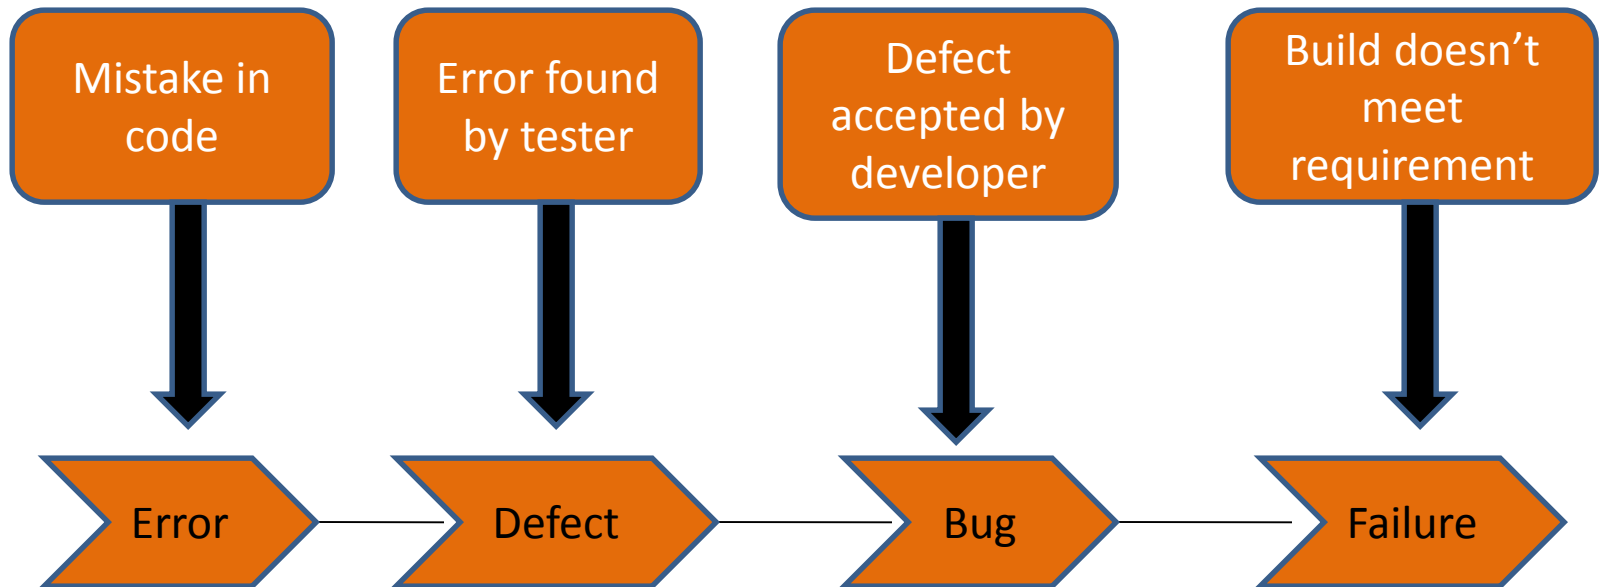 Mistake in
code
Error found
by tester
Defect
accepted by
developer
Build doesn’t
meet
requirement
Error
Defect
Bug
Failure